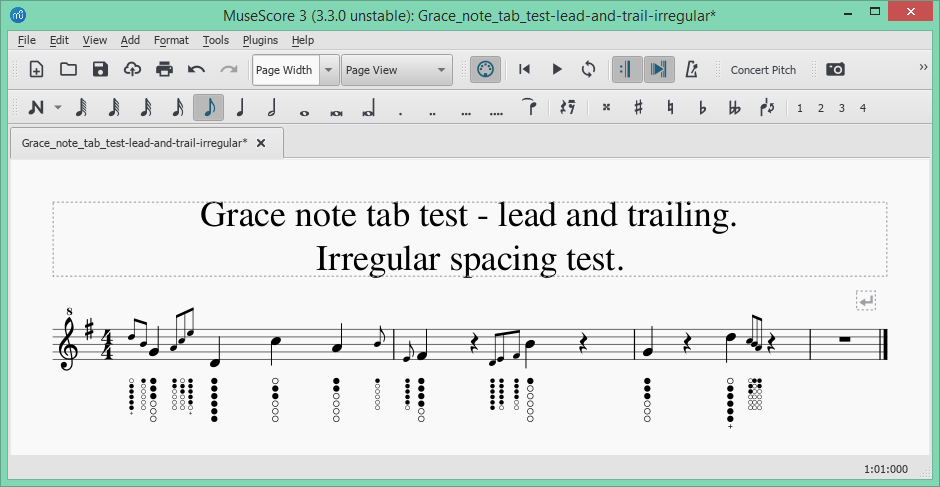 MuseScore 3 (3.3.0 unstable): Grace_note_tab_test-lead-and-trail-irregular*
File Edit View Add Format Tools Plugins Help
Page Width Page View Concert Pitch
1 2 3 4
Grace_note_tab_test-lead-and-trail-irregular*
Grace note tab test - lead and trailing.
Irregular spacing test.
8
4
4
1:01:000